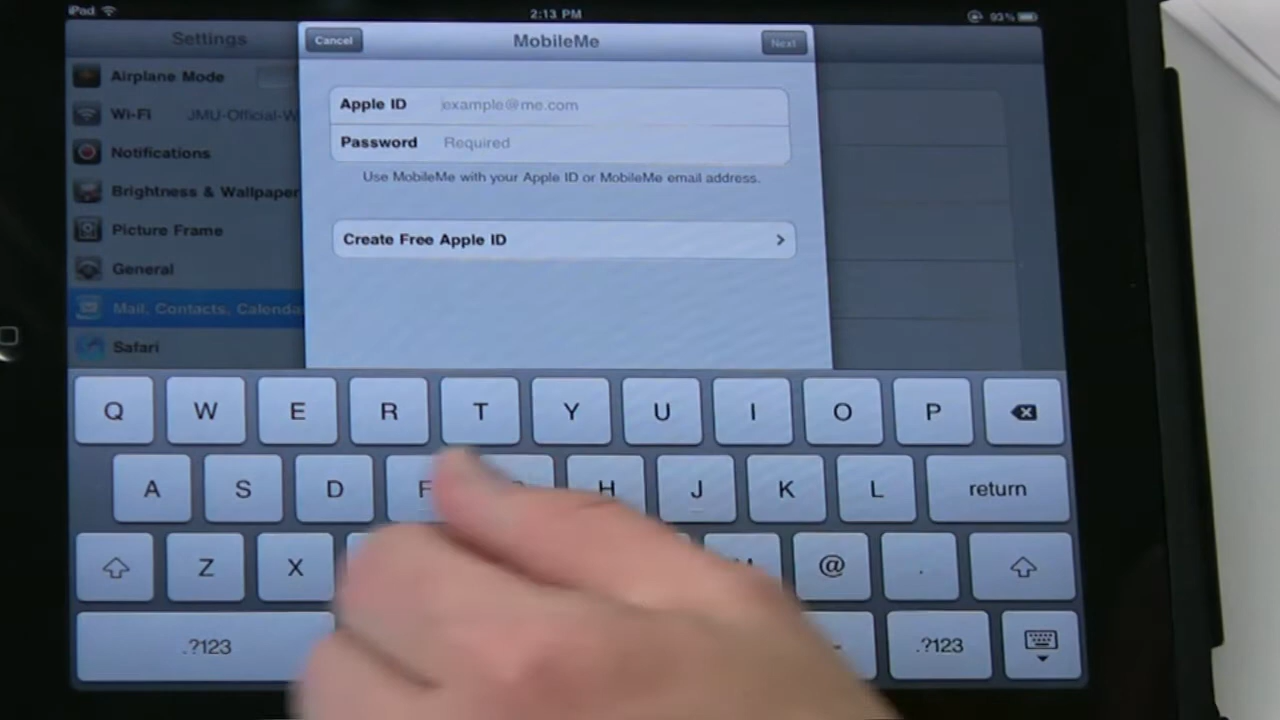 iPad 2:13 PM 93%
Settings
Cancel MobileMe Next
Airplane Mode
Wi-Fi JMU-Official-W
Notifications
Brightness & Wallpaper
Picture Frame
General
Mail, Contacts, Calenda
Safari
Apple ID example@me.com
Password Required
Use MobileMe with your Apple ID or MobileMe email address.
Create Free Apple ID
Q W E R T Y U I O P
A S D F H J K L return
Z X M @ .
.?123 .?123